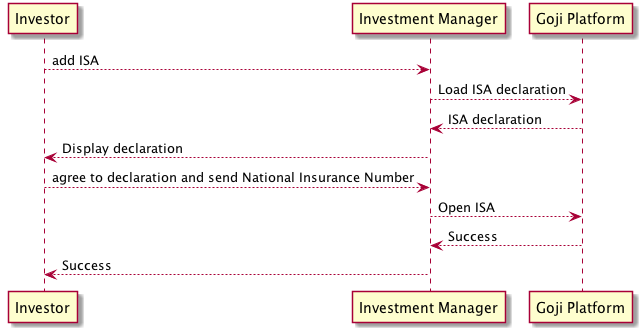 Investor
Investment Manager
Goji Platform
add ISA
Load ISA declaration
ISA declaration
Display declaration
agree to declaration and send National Insurance Number
Open ISA
Success
Success
Investor
Investment Manager
Goji Platform